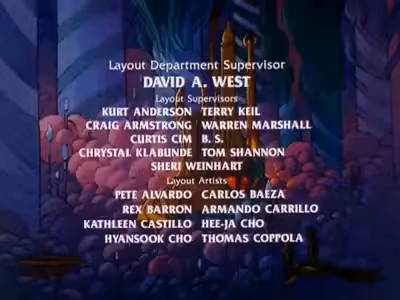 Layout Department Supervisor
DAVID A. WEST
Layout Supervisors
KURT ANDERSON TERRY KEIL
CRAIG ARMSTRONG WARREN MARSHALL
CURTIS CIM B. S.
CHRYSTAL KLABUNDE TOM SHANNON
SHERI WEINHART
Layout Artists
PETE ALVARDO CARLOS BAEZA
REX BARRON ARMANDO CARRILLO
KATHLEEN CASTILLO HEE-JA CHO
HYANSOOK CHO THOMAS COPPOLA